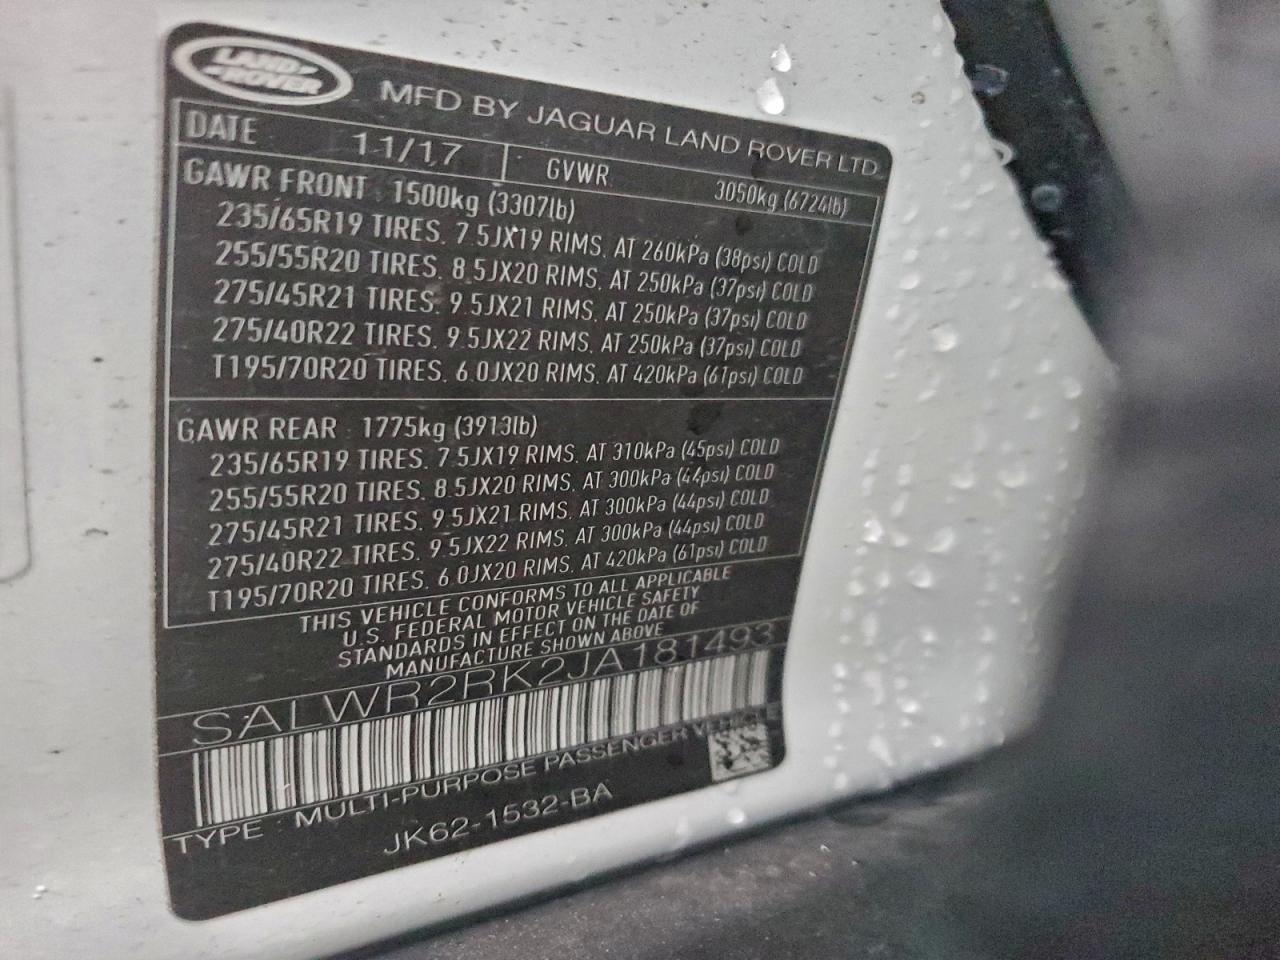 LAND ROVER
MFD BY JAGUAR LAND ROVER LTD
DATE 11/17 GVWR 3050kg (6724lb)
GAWR FRONT 1500kg (3307lb)
235/65R19 TIRES. 7.5JX19 RIMS. AT 260kPa (38psi) COLD
255/55R20 TIRES. 8.5JX20 RIMS. AT 250kPa (37psi) COLD
275/45R21 TIRES. 9.5JX21 RIMS. AT 250kPa (37psi) COLD
275/40R22 TIRES. 9.5JX22 RIMS. AT 250kPa (37psi) COLD
T195/70R20 TIRES. 6.0JX20 RIMS. AT 420kPa (61psi) COLD
GAWR REAR 1775kg (3913lb)
235/65R19 TIRES. 7.5JX19 RIMS. AT 310kPa (45psi) COLD
255/55R20 TIRES. 8.5JX20 RIMS. AT 300kPa (44psi) COLD
275/45R21 TIRES. 9.5JX21 RIMS. AT 300kPa (44psi) COLD
275/40R22 TIRES. 9.5JX22 RIMS. AT 300kPa (44psi) COLD
T195/70R20 TIRES. 6.0JX20 RIMS. AT 420kPa (61psi) COLD
THIS VEHICLE CONFORMS TO ALL APPLICABLE
U.S. FEDERAL MOTOR VEHICLE SAFETY
STANDARDS IN EFFECT ON THE DATE OF
MANUFACTURE SHOWN ABOVE
SALWR2RK2JA181493
TYPE : MULTI-PURPOSE PASSENGER VEHICLE
JK62-1532-BA